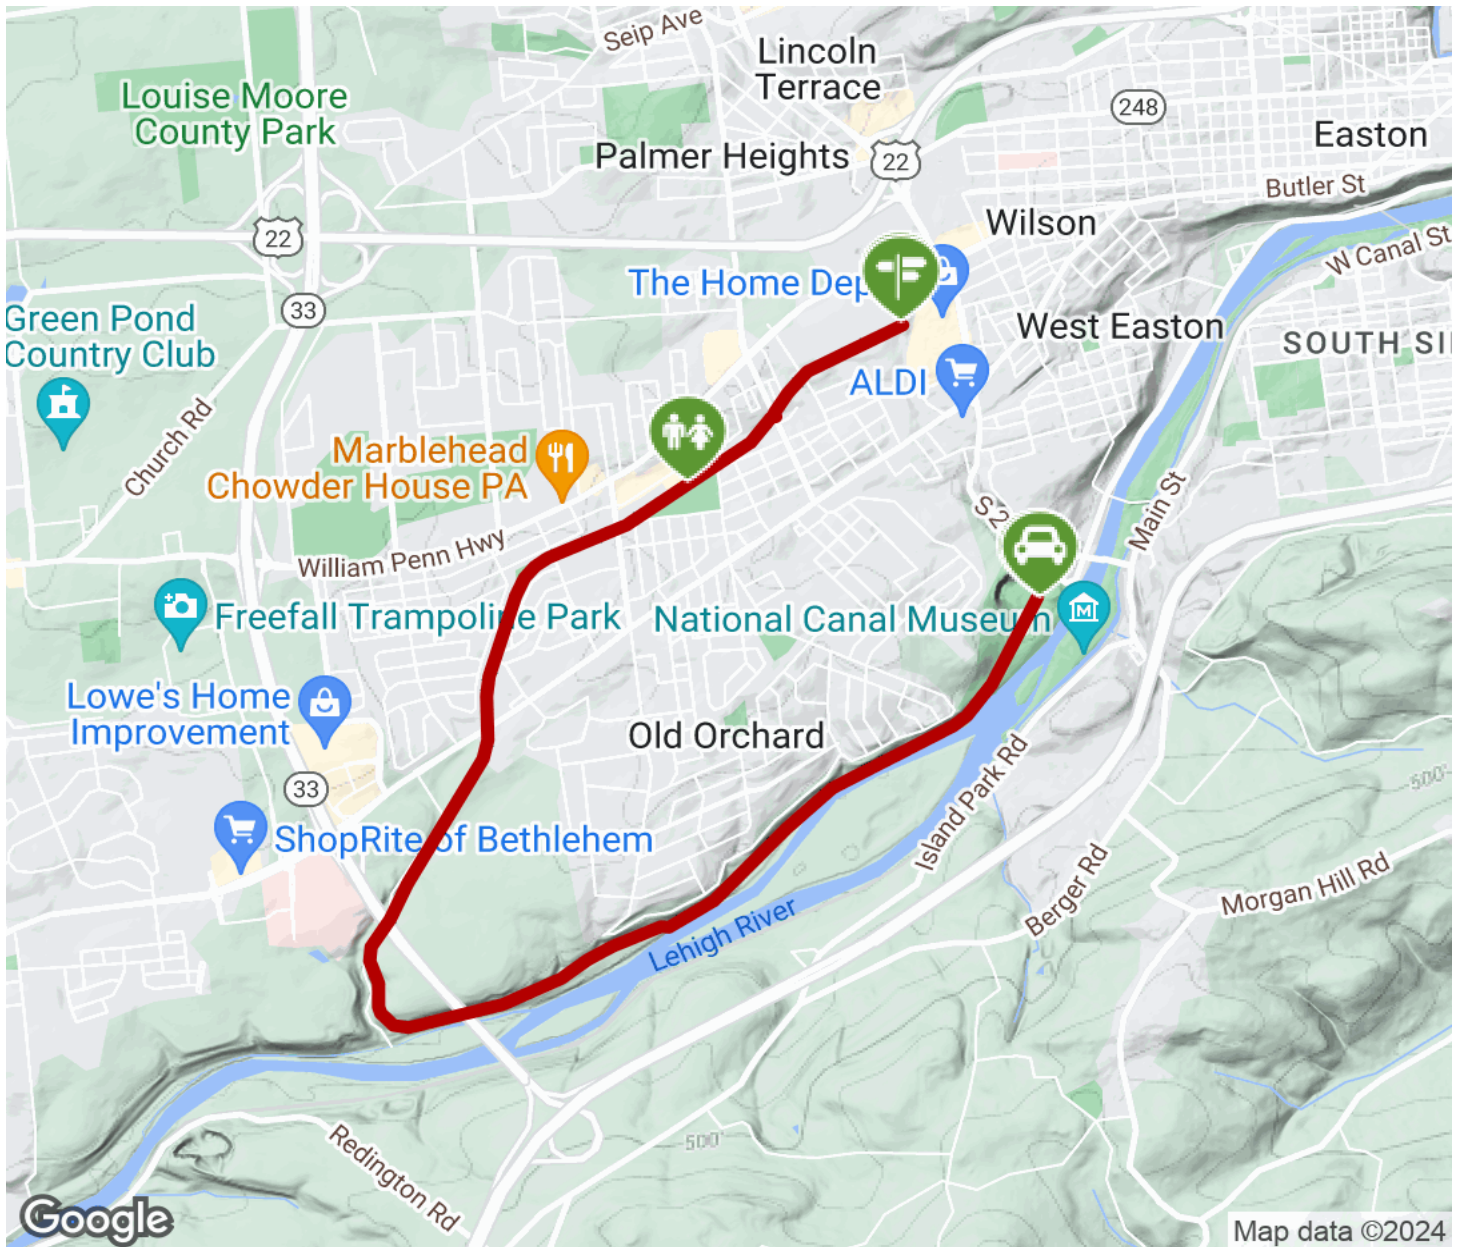 Seip Ave
Lincoln
Terrace
Louise Moore
County Park
248
Easton
Palmer Heights
22
Butler St
Wilson
22
W Canal St
The Home Dep
33
Green Pond
Country Club
West Easton
SOUTH SI
ALDI
Church Rd
Marblehead
Chowder House PA
S 2
Main St
William Penn Hwy
Freefall Trampoline Park
National Canal Museum
M
Lowe's Home
Improvement
Old Orchard
33
Island Park Rd
500'
ShopRite of Bethlehem
Berger Rd
Morgan Hill Rd
Lehigh River
Redington Rd
500'
Google
Map data ©2024